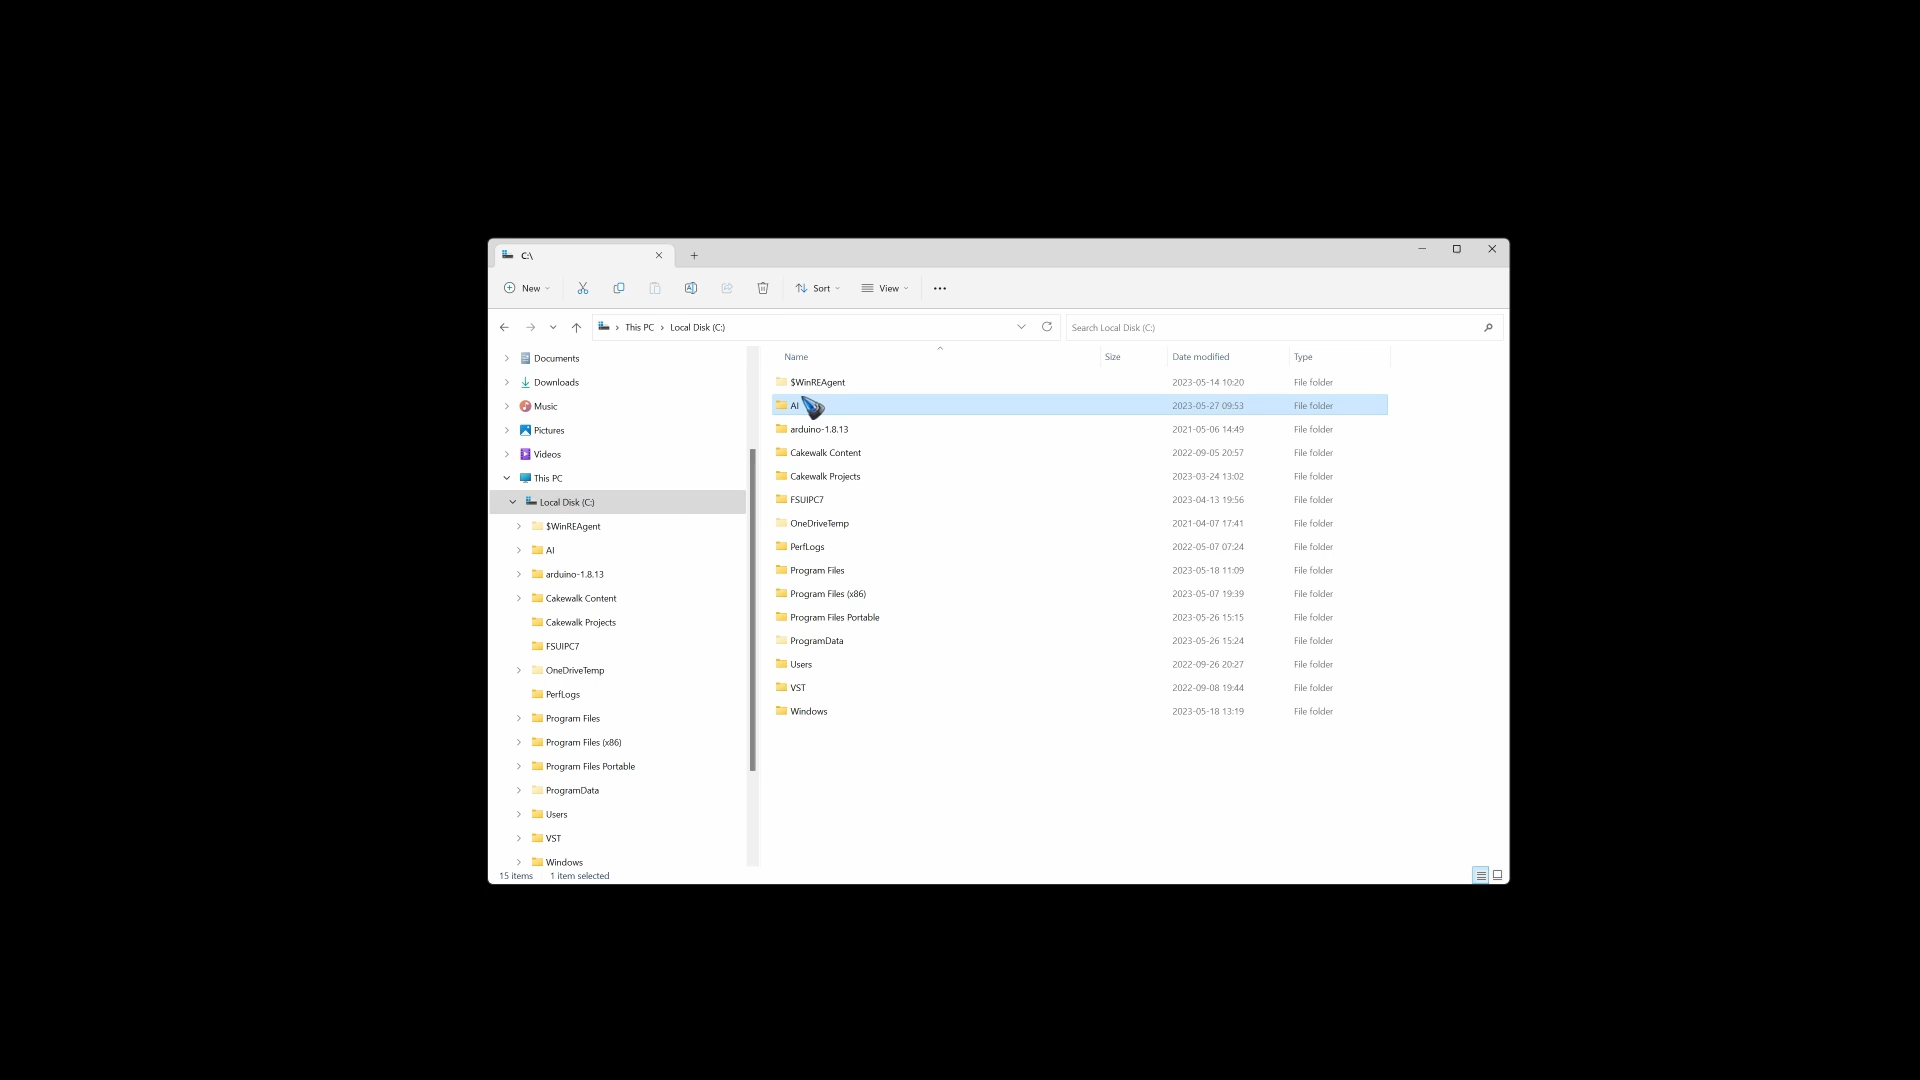 C:\
New
Sort
View
This PC
Local Disk (C:)
Search Local Disk (C:)
Documents
Downloads
Music
Pictures
Videos
This PC
Local Disk (C:)
$WinREAgent
AI
arduino-1.8.13
Cakewalk Content
Cakewalk Projects
FSUIPC7
OneDriveTemp
PerfLogs
Program Files
Program Files (x86)
Program Files Portable
ProgramData
Users
VST
Windows
Name Size Date modified Type
$WinREAgent 2023-05-14 10:20 File folder
AI 2023-05-27 09:53 File folder
arduino-1.8.13 2021-05-06 14:49 File folder
Cakewalk Content 2022-09-05 20:57 File folder
Cakewalk Projects 2023-03-24 13:02 File folder
FSUIPC7 2023-04-13 19:56 File folder
OneDriveTemp 2021-04-07 17:41 File folder
PerfLogs 2022-05-07 07:24 File folder
Program Files 2023-05-18 11:09 File folder
Program Files (x86) 2023-05-07 19:39 File folder
Program Files Portable 2023-05-26 15:15 File folder
ProgramData 2023-05-26 15:24 File folder
Users 2022-09-26 20:27 File folder
VST 2022-09-08 19:44 File folder
Windows 2023-05-18 13:19 File folder
15 items 1 item selected